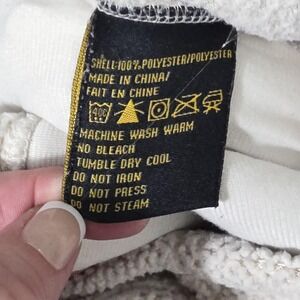 SHELL:100% POLYESTER/POLYESTER
MADE IN CHINA/
FAIT EN CHINE
MACHINE WASH WARM
NO BLEACH
TUMBLE DRY COOL
DO NOT IRON
DO NOT PRESS
DO NOT STEAM